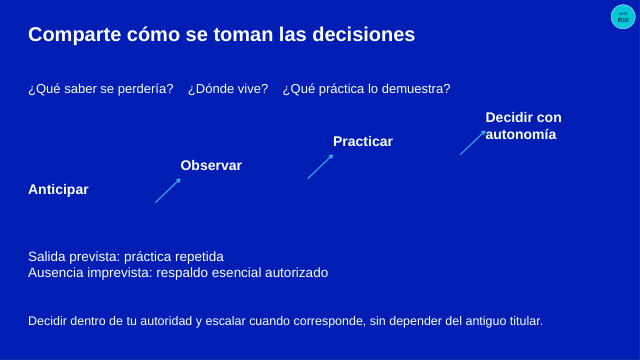 Comparte cómo se toman las decisiones
R10
¿Qué saber se perdería? ¿Dónde vive? ¿Qué práctica lo demuestra?
Anticipar
Observar
Practicar
Decidir con
autonomía
Salida prevista: práctica repetida
Ausencia imprevista: respaldo esencial autorizado
Decidir dentro de tu autoridad y escalar cuando corresponde, sin depender del antiguo titular.